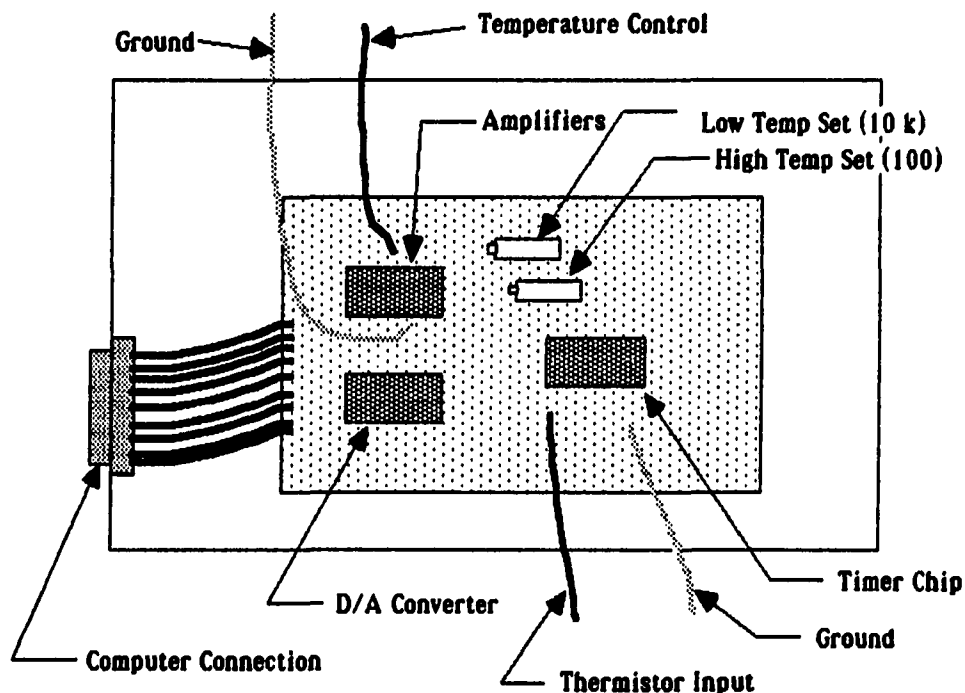 Temperature Control
Ground
Amplifiers
Low Temp Set (10 k)
High Temp Set (100)
Timer Chip
D/A Converter
Ground
Computer Connection
Thermistor Input